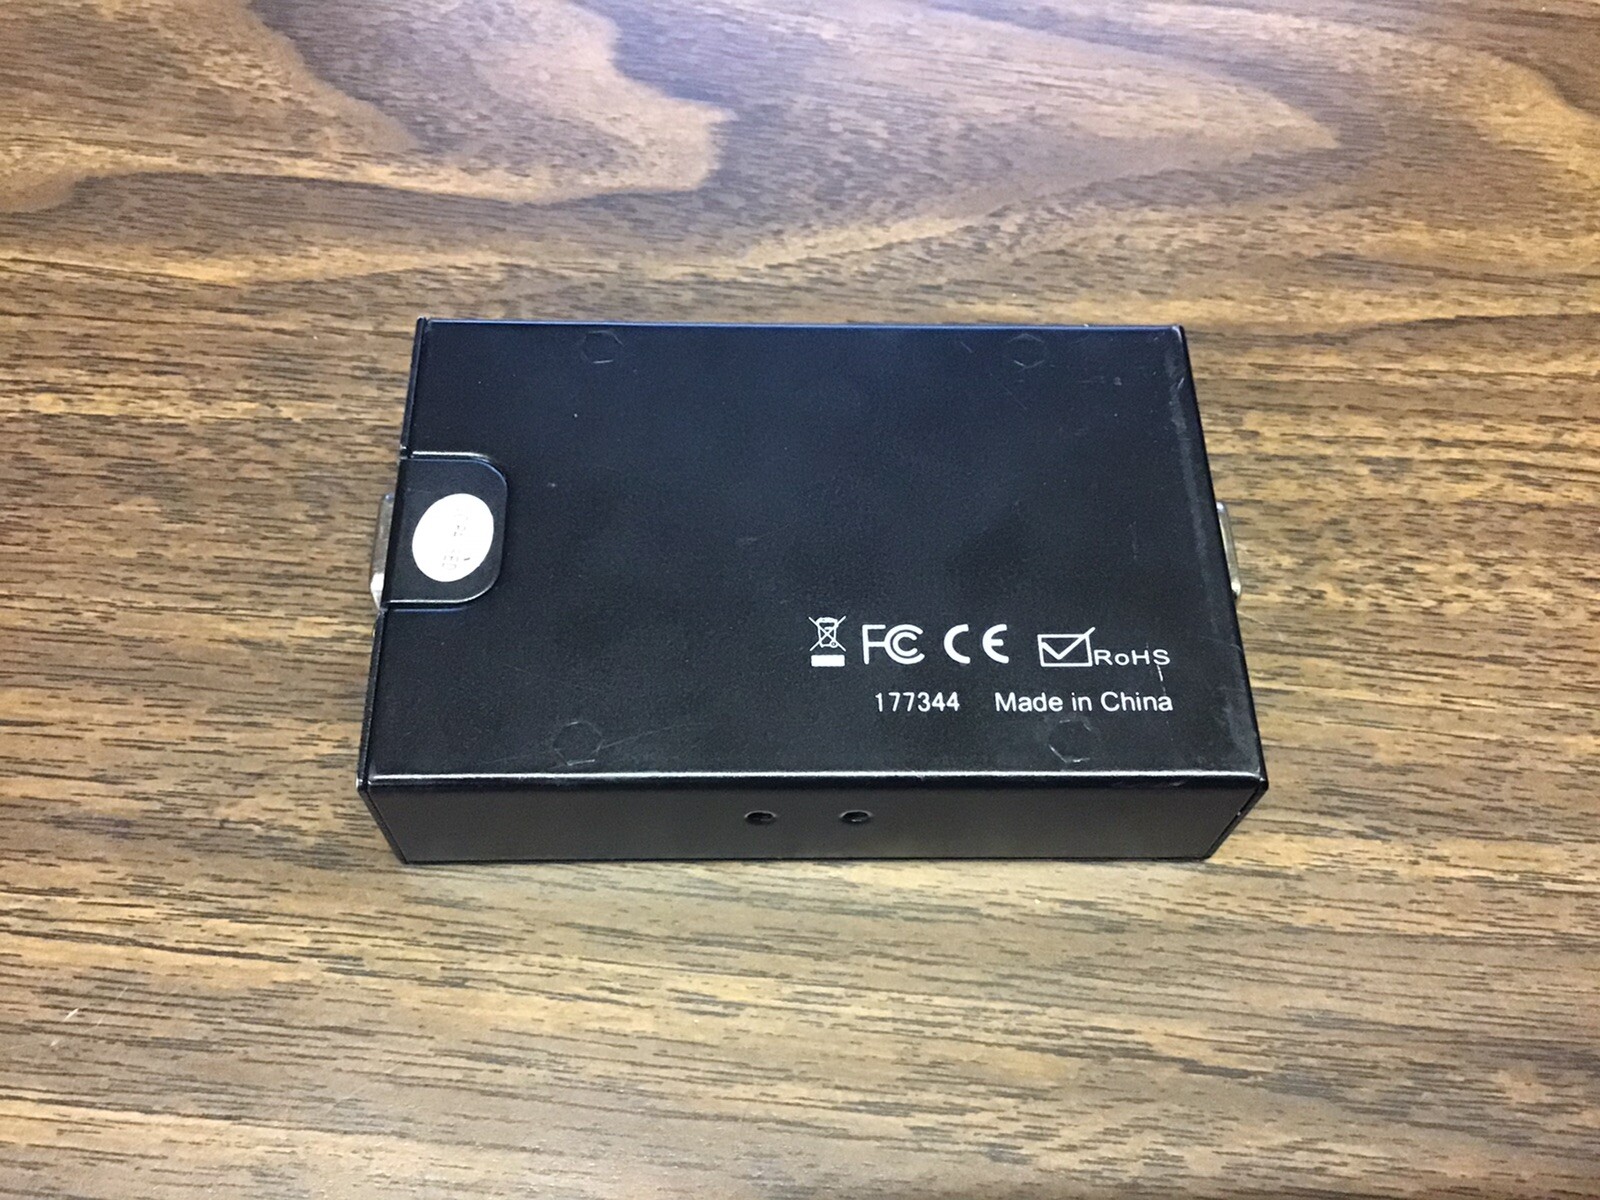 FC CE RoHS
177344 Made in China